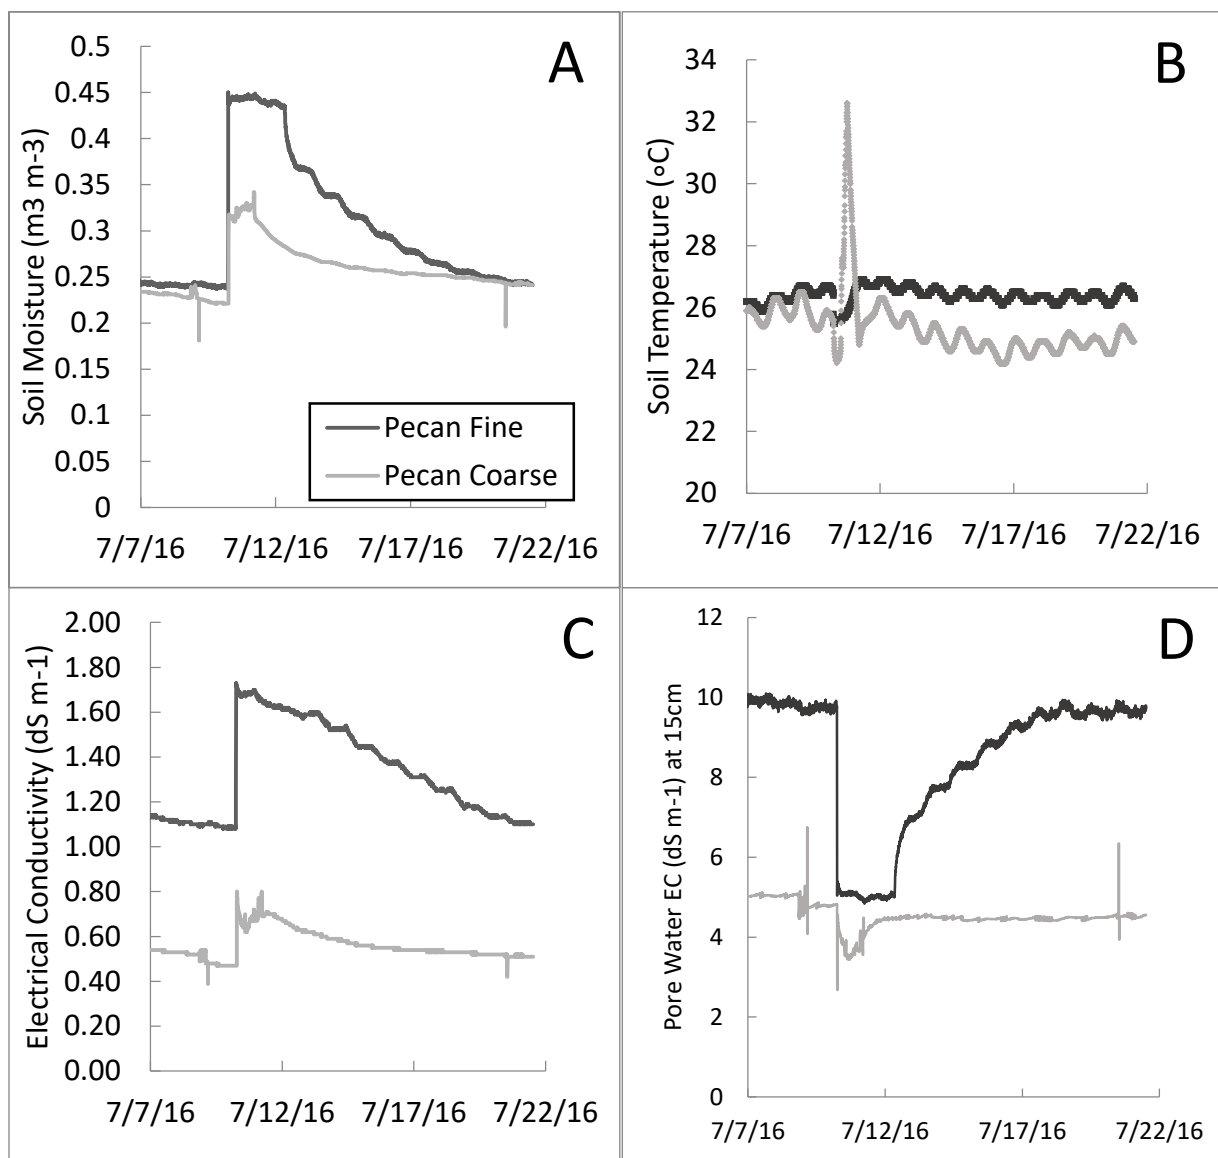 A
Soil Moisture (m3 m-3)
0.5
0.45
0.4
0.35
0.3
0.25
0.2
0.15
0.1
0.05
0
Pecan Fine
Pecan Coarse
7/7/16 7/12/16 7/17/16 7/22/16
B
Soil Temperature (∘C)
34
32
30
28
26
24
22
20
7/7/16 7/12/16 7/17/16 7/22/16
C
Electrical Conductivity (dS m-1)
2.00
1.80
1.60
1.40
1.20
1.00
0.80
0.60
0.40
0.20
0.00
7/7/16 7/12/16 7/17/16 7/22/16
D
Pore Water EC (dS m-1) at 15cm
12
10
8
6
4
2
0
7/7/16 7/12/16 7/17/16 7/22/16